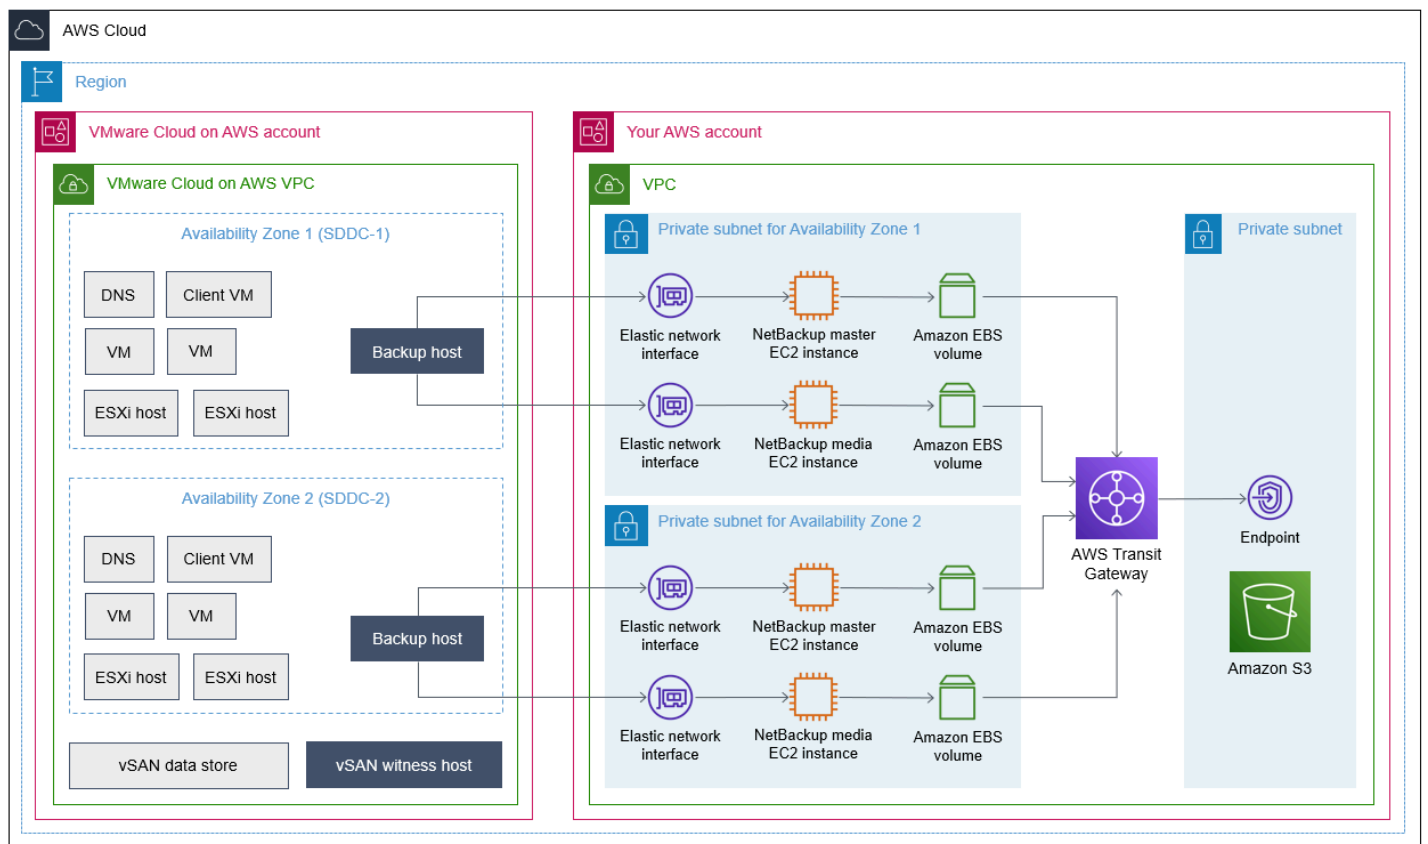 AWS Cloud
Region
VMware Cloud on AWS account
VMware Cloud on AWS VPC
Availability Zone 1 (SDDC-1)
DNS
Client VM
VM
VM
ESXi host
ESXi host
Backup host
Availability Zone 2 (SDDC-2)
DNS
Client VM
VM
VM
ESXi host
ESXi host
Backup host
vSAN data store
vSAN witness host
Your AWS account
VPC
Private subnet for Availability Zone 1
Elastic network
interface
NetBackup master
EC2 instance
Amazon EBS
volume
Elastic network
interface
NetBackup media
EC2 instance
Amazon EBS
volume
Private subnet for Availability Zone 2
Elastic network
interface
NetBackup master
EC2 instance
Amazon EBS
volume
Elastic network
interface
NetBackup media
EC2 instance
Amazon EBS
volume
AWS Transit
Gateway
Private subnet
Endpoint
Amazon S3